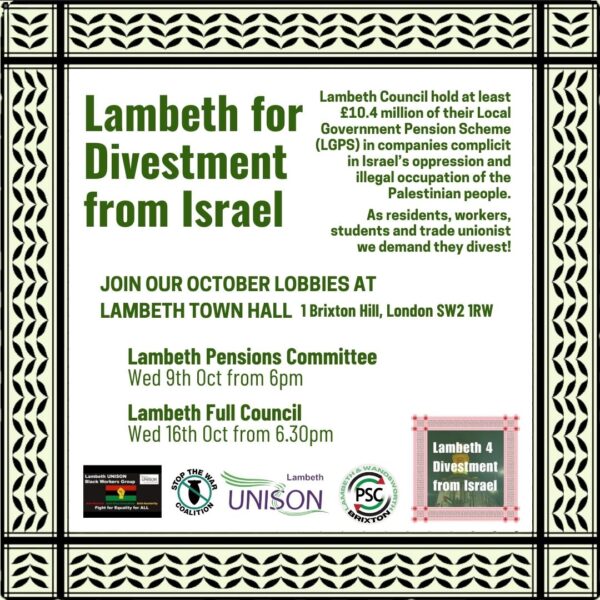 Lambeth for
Divestment
from Israel
Lambeth Council hold at least
£10.4 million of their Local
Government Pension Scheme
(LGPS) in companies complicit
in Israel's oppression and
illegal occupation of the
Palestinian people.
As residents, workers,
students and trade unionist
we demand they divest!
JOIN OUR OCTOBER LOBBIES AT
LAMBETH TOWN HALL 1 Brixton Hill, London SW2 1RW
Lambeth Pensions Committee
Wed 9th Oct from 6pm
Lambeth Full Council
Wed 16th Oct from 6.30pm
Lambeth UNISON
Black Workers Group
UNISON
Fight for Equality for ALL
STOP THE WAR
COALITION
Lambeth
UNISON
LAMBETH & WANDSWORTH
PSC
BRIXTON
Lambeth 4
Divestment
from Israel